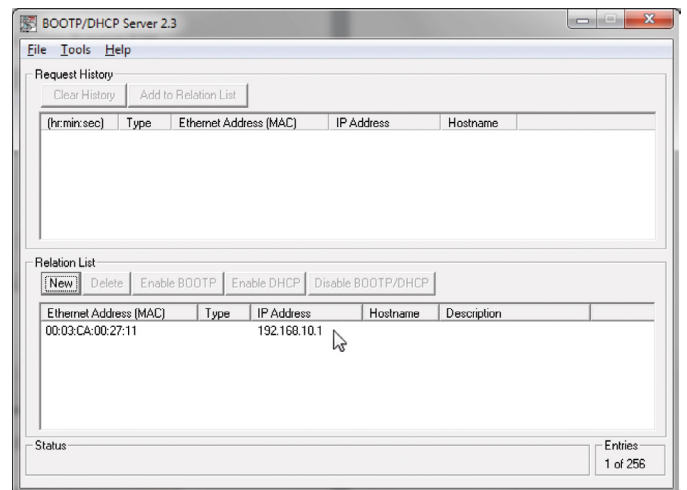 BOOTP/DHCP Server 2.3
File Tools Help
Request History
Clear History Add to Relation List
(hr:min:sec) Type Ethernet Address (MAC) IP Address Hostname
Relation List
New Delete Enable BOOTP Enable DHCP Disable BOOTP/DHCP
Ethernet Address (MAC) Type IP Address Hostname Description
00:03:CA:00:27:11 192.168.10.1
Status
Entries
1 of 256